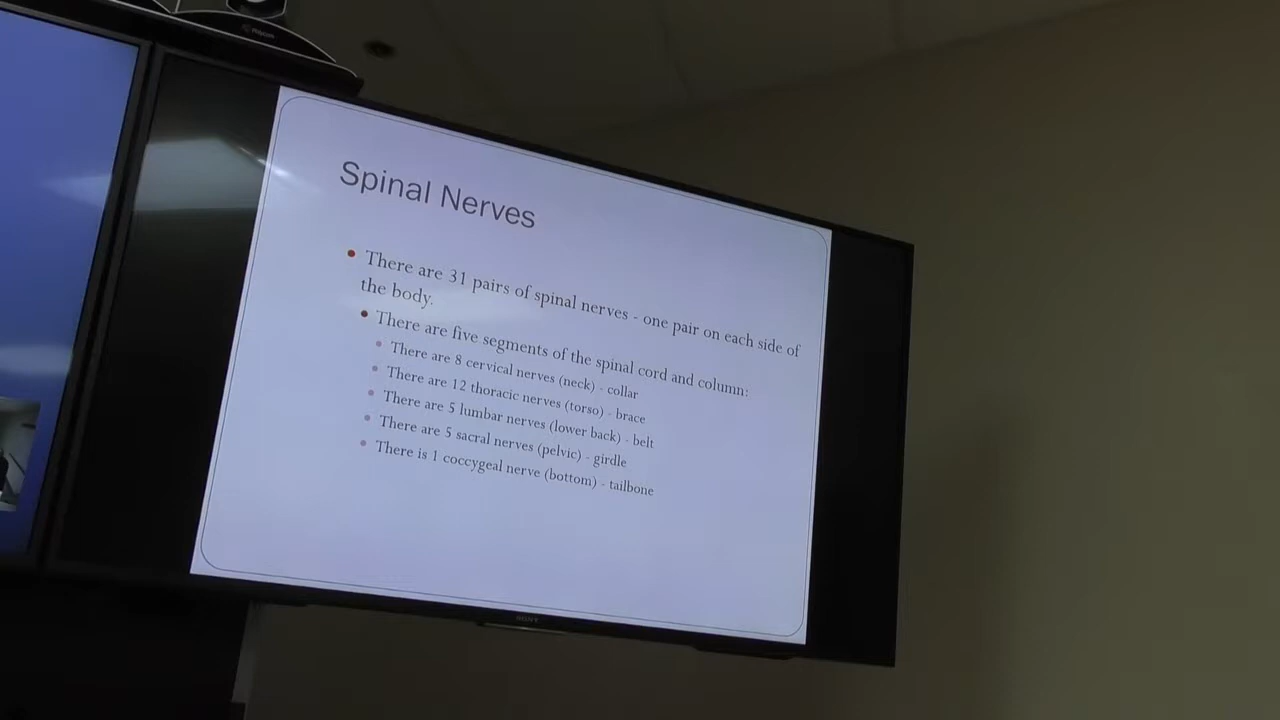 Spinal Nerves
There are 31 pairs of spinal nerves - one pair on each side of
the body.
There are five segments of the spinal cord and column:
There are 8 cervical nerves (neck) - collar
There are 12 thoracic nerves (torso) - brace
There are 5 lumbar nerves (lower back) - belt
There are 5 sacral nerves (pelvic) - girdle
There is 1 coccygeal nerve (bottom) - tailbone
SONY